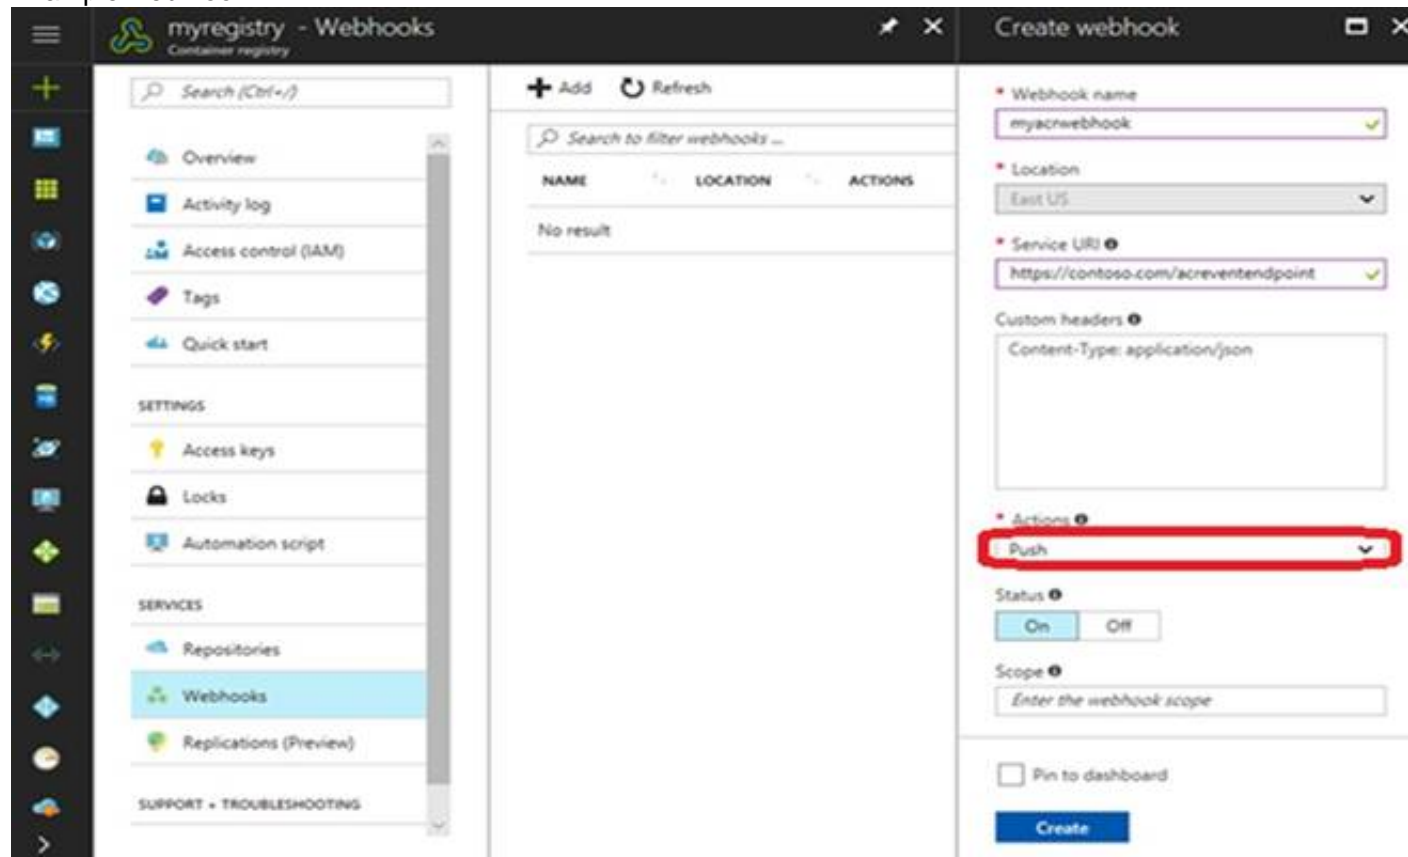 myregistry - Webhooks
Container registry
Search (Ctrl+/)
Overview
Activity log
Access control (IAM)
Tags
Quick start
SETTINGS
Access keys
Locks
Automation script
SERVICES
Repositories
Webhooks
Replications (Preview)
SUPPORT + TROUBLESHOOTING
Add
Refresh
Search to filter webhooks ...
NAME LOCATION ACTIONS
No result
Create webhook
* Webhook name
myacrwebhook
* Location
East US
* Service URI
https://contoso.com/acreventendpoint
Custom headers
Content-Type: application/json
* Actions
Push
Status
On Off
Scope
Enter the webhook scope
Pin to dashboard
Create